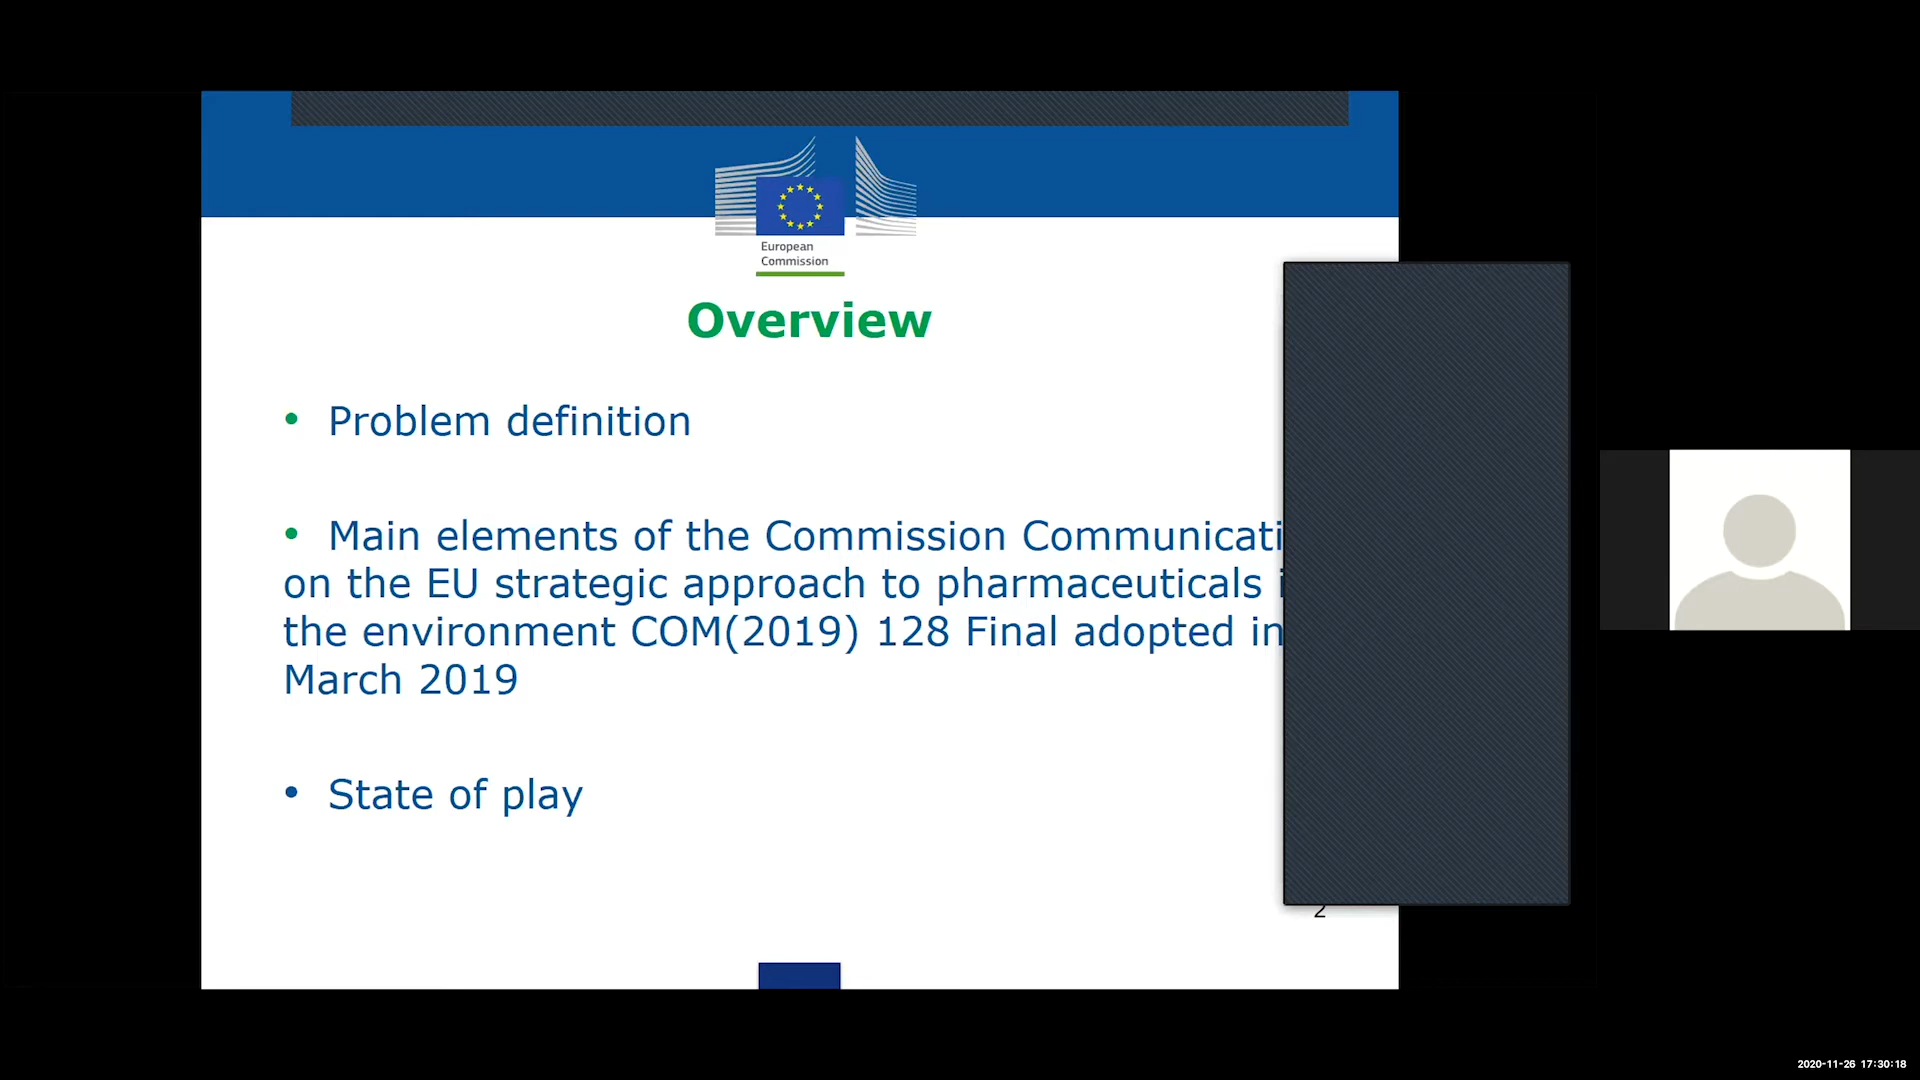 European
Commission
Overview
• Problem definition
• Main elements of the Commission Communicati
on the EU strategic approach to pharmaceuticals i
the environment COM(2019) 128 Final adopted in
March 2019
• State of play
2
2020-11-26 17:30:18